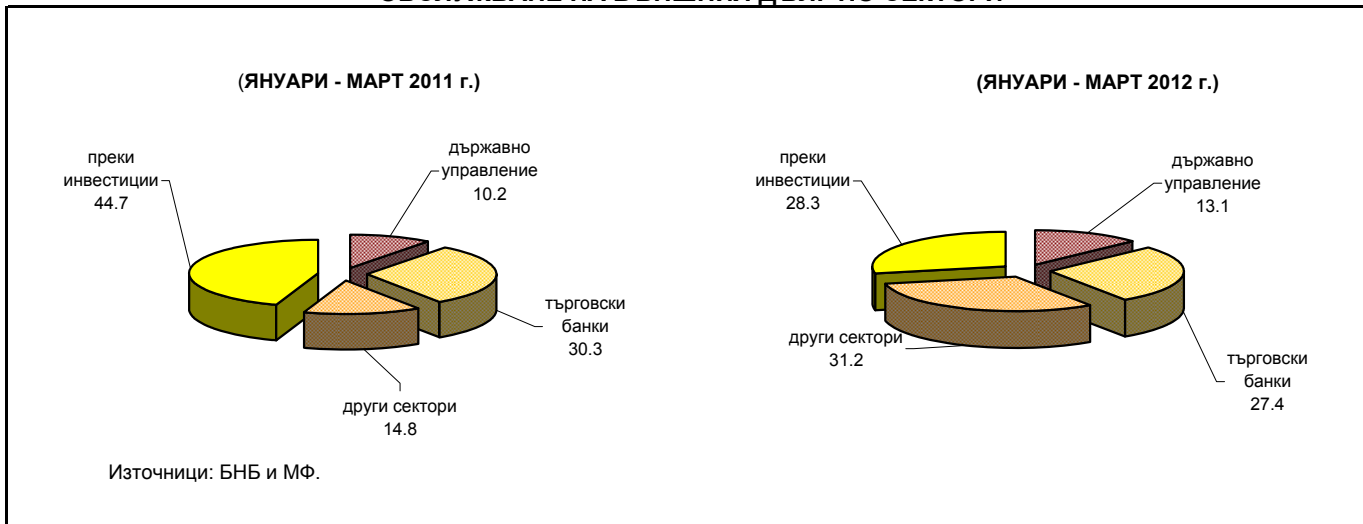 (ЯНУАРИ - МАРТ 2011 г.)
преки
инвестиции
44.7
държавно
управление
10.2
търговски
банки
30.3
други сектори
14.8
(ЯНУАРИ - МАРТ 2012 г.)
преки
инвестиции
28.3
държавно
управление
13.1
други сектори
31.2
търговски
банки
27.4
Източници: БНБ и МФ.